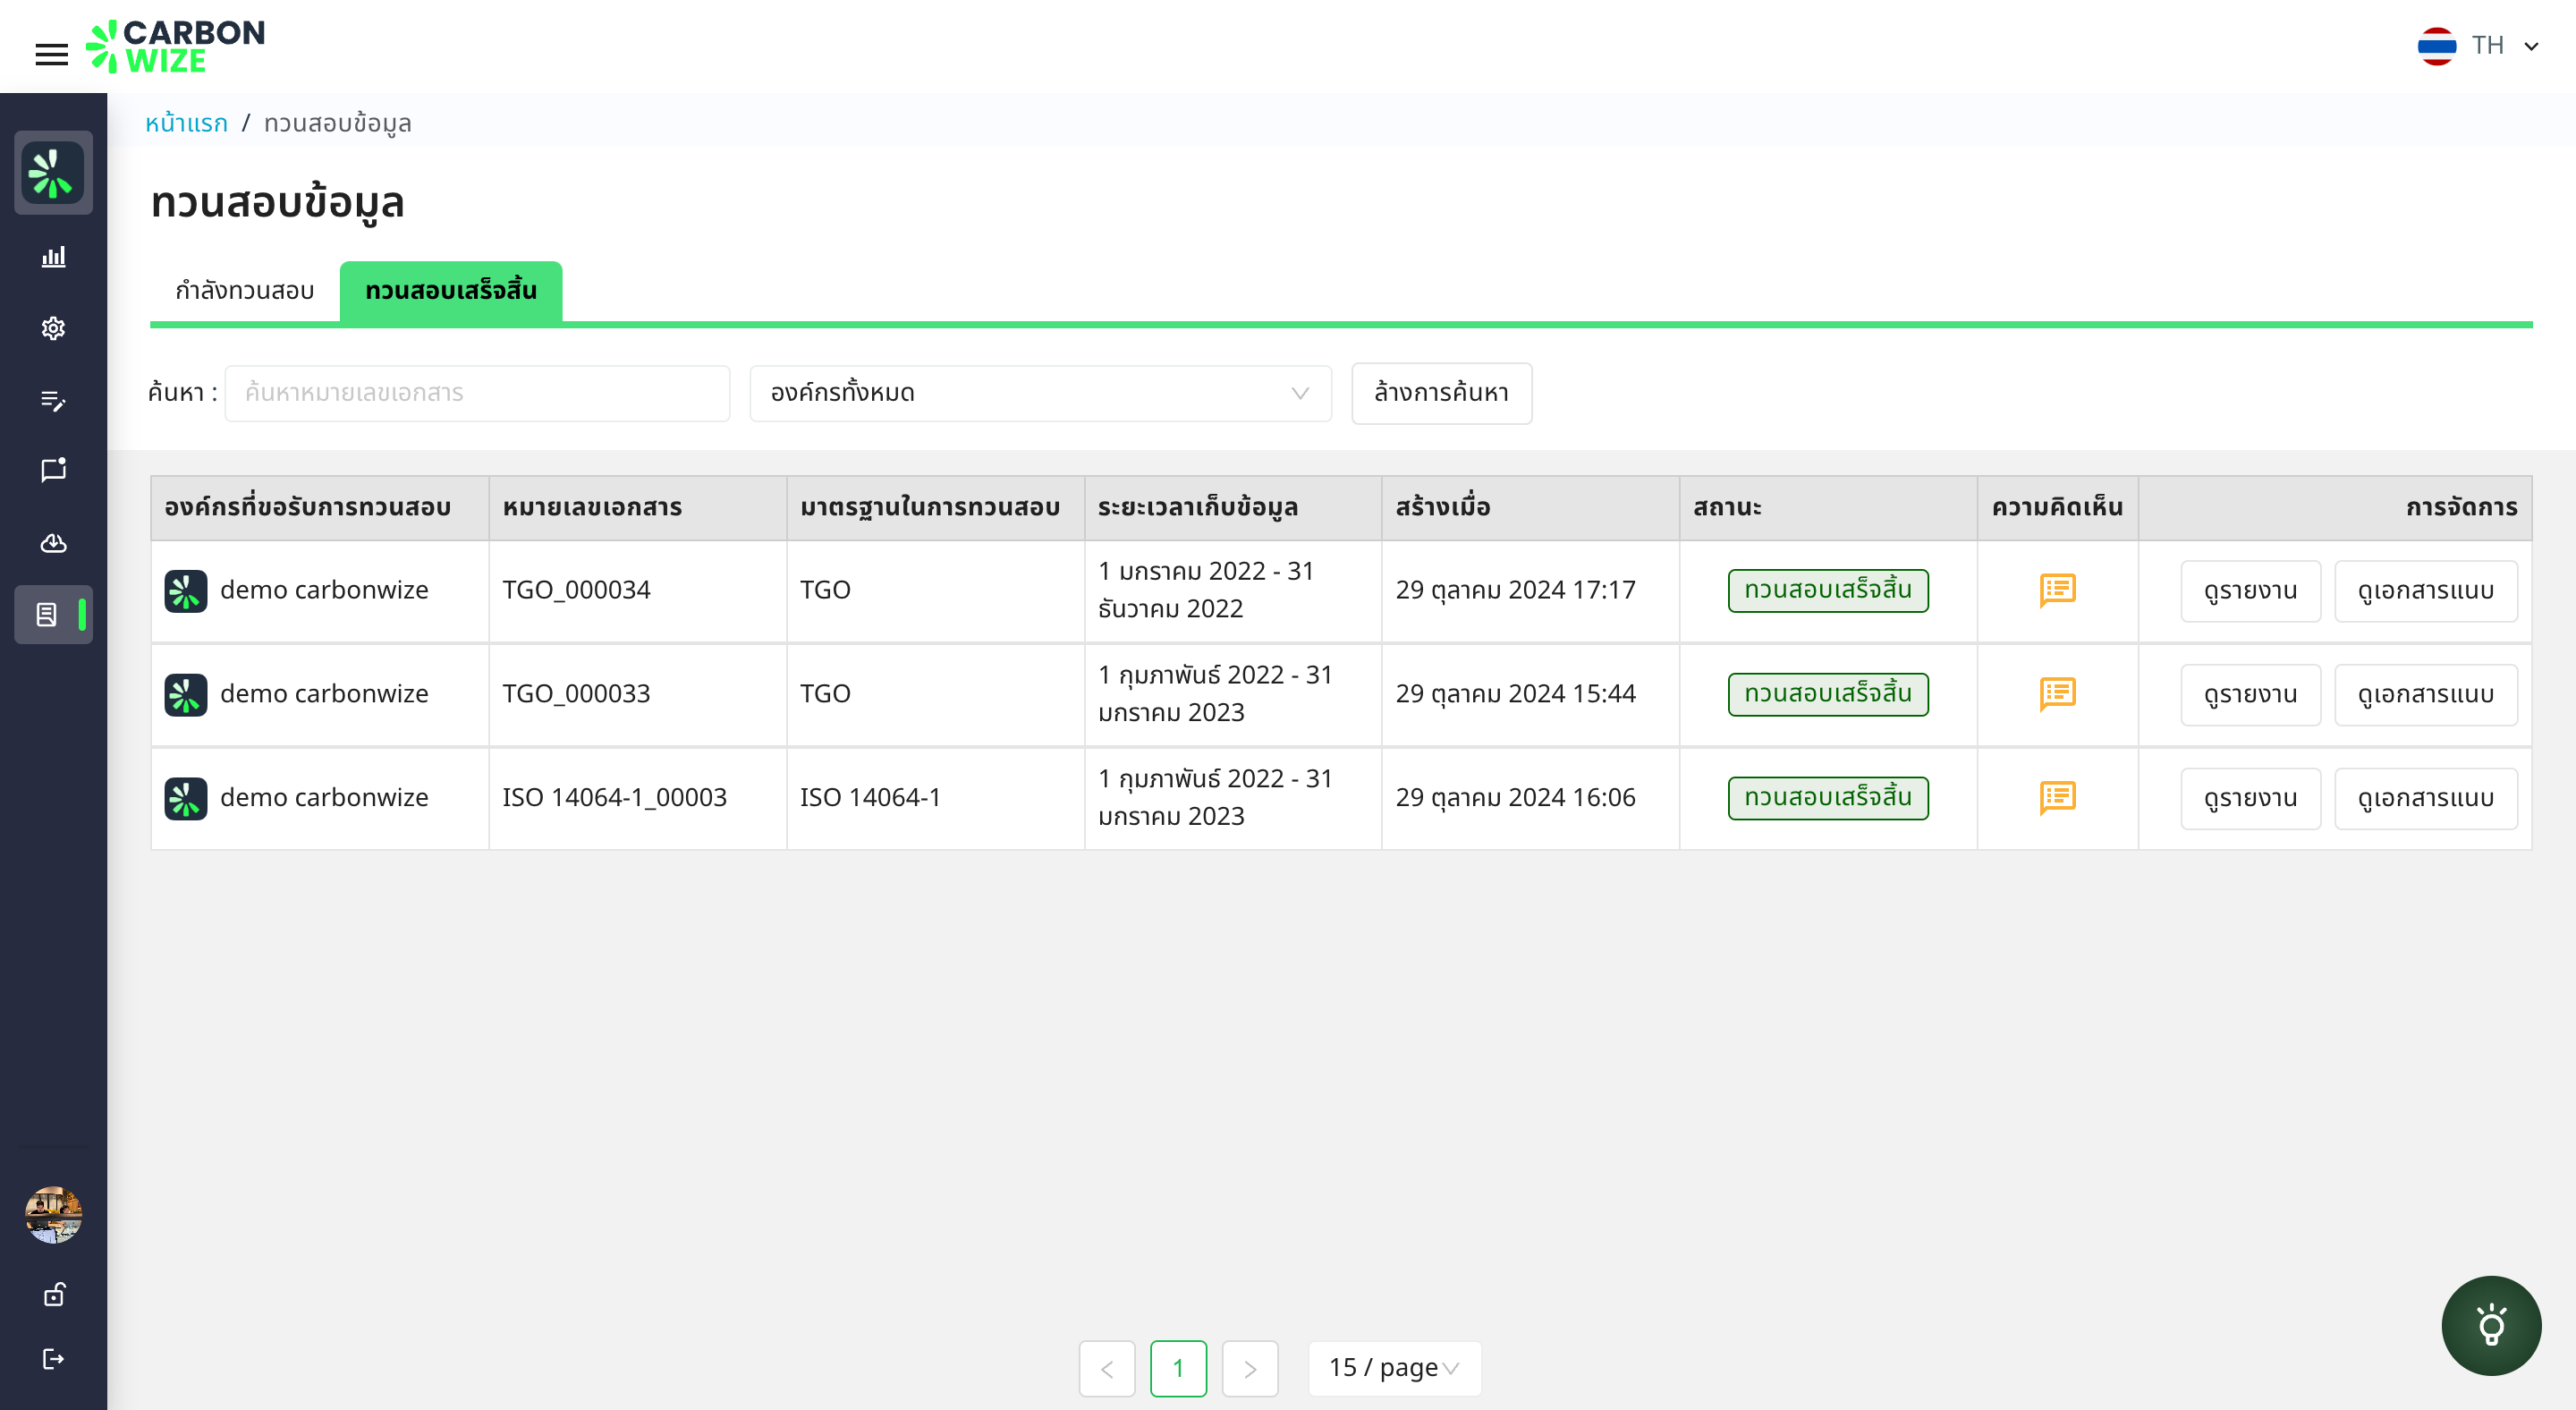 CARBON
WIZE
TH
หน้าแรก / ทวนสอบข้อมูล
ทวนสอบข้อมูล
กำลังทวนสอบ ทวนสอบเสร็จสิ้น
ค้นหา : ค้นหาหมายเลขเอกสาร องค์กรทั้งหมด ล้างการค้นหา
องค์กรที่ขอรับการทวนสอบ หมายเลขเอกสาร มาตรฐานในการทวนสอบ ระยะเวลาเก็บข้อมูล สร้างเมื่อ สถานะ ความคิดเห็น การจัดการ
demo carbonwize TGO_000034 TGO 1 มกราคม 2022 - 31
ธันวาคม 2022 29 ตุลาคม 2024 17:17 ทวนสอบเสร็จสิ้น ดูรายงาน ดูเอกสารแนบ
demo carbonwize TGO_000033 TGO 1 กุมภาพันธ์ 2022 - 31
มกราคม 2023 29 ตุลาคม 2024 15:44 ทวนสอบเสร็จสิ้น ดูรายงาน ดูเอกสารแนบ
demo carbonwize ISO 14064-1_00003 ISO 14064-1 1 กุมภาพันธ์ 2022 - 31
มกราคม 2023 29 ตุลาคม 2024 16:06 ทวนสอบเสร็จสิ้น ดูรายงาน ดูเอกสารแนบ
1 15 / page